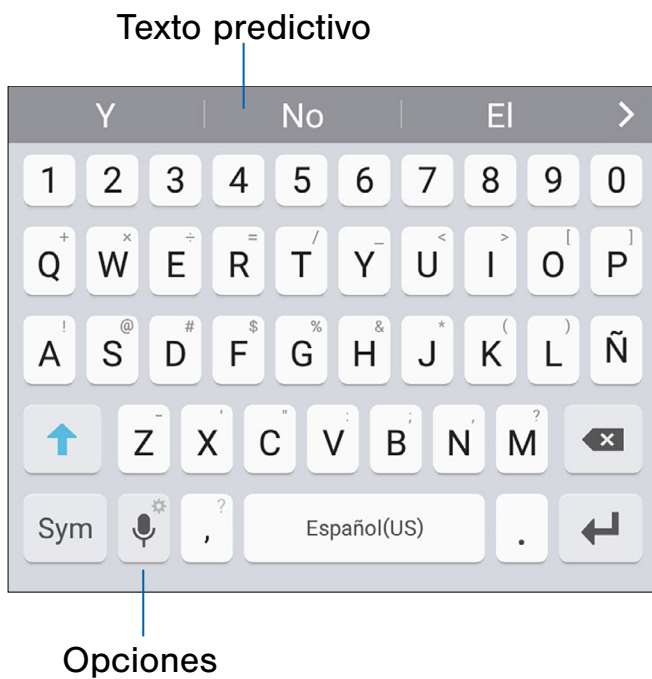 Texto predictivo
Y No El >
1 2 3 4 5 6 7 8 9 0
+ × ÷ = / _ < > [ ]
Q W E R T Y U I O P
! @ # $ % & * ( )
A S D F G H J K L Ñ
- ' " : ; , ?
Z X C V B N M
?
Sym , Español(US) .
Opciones